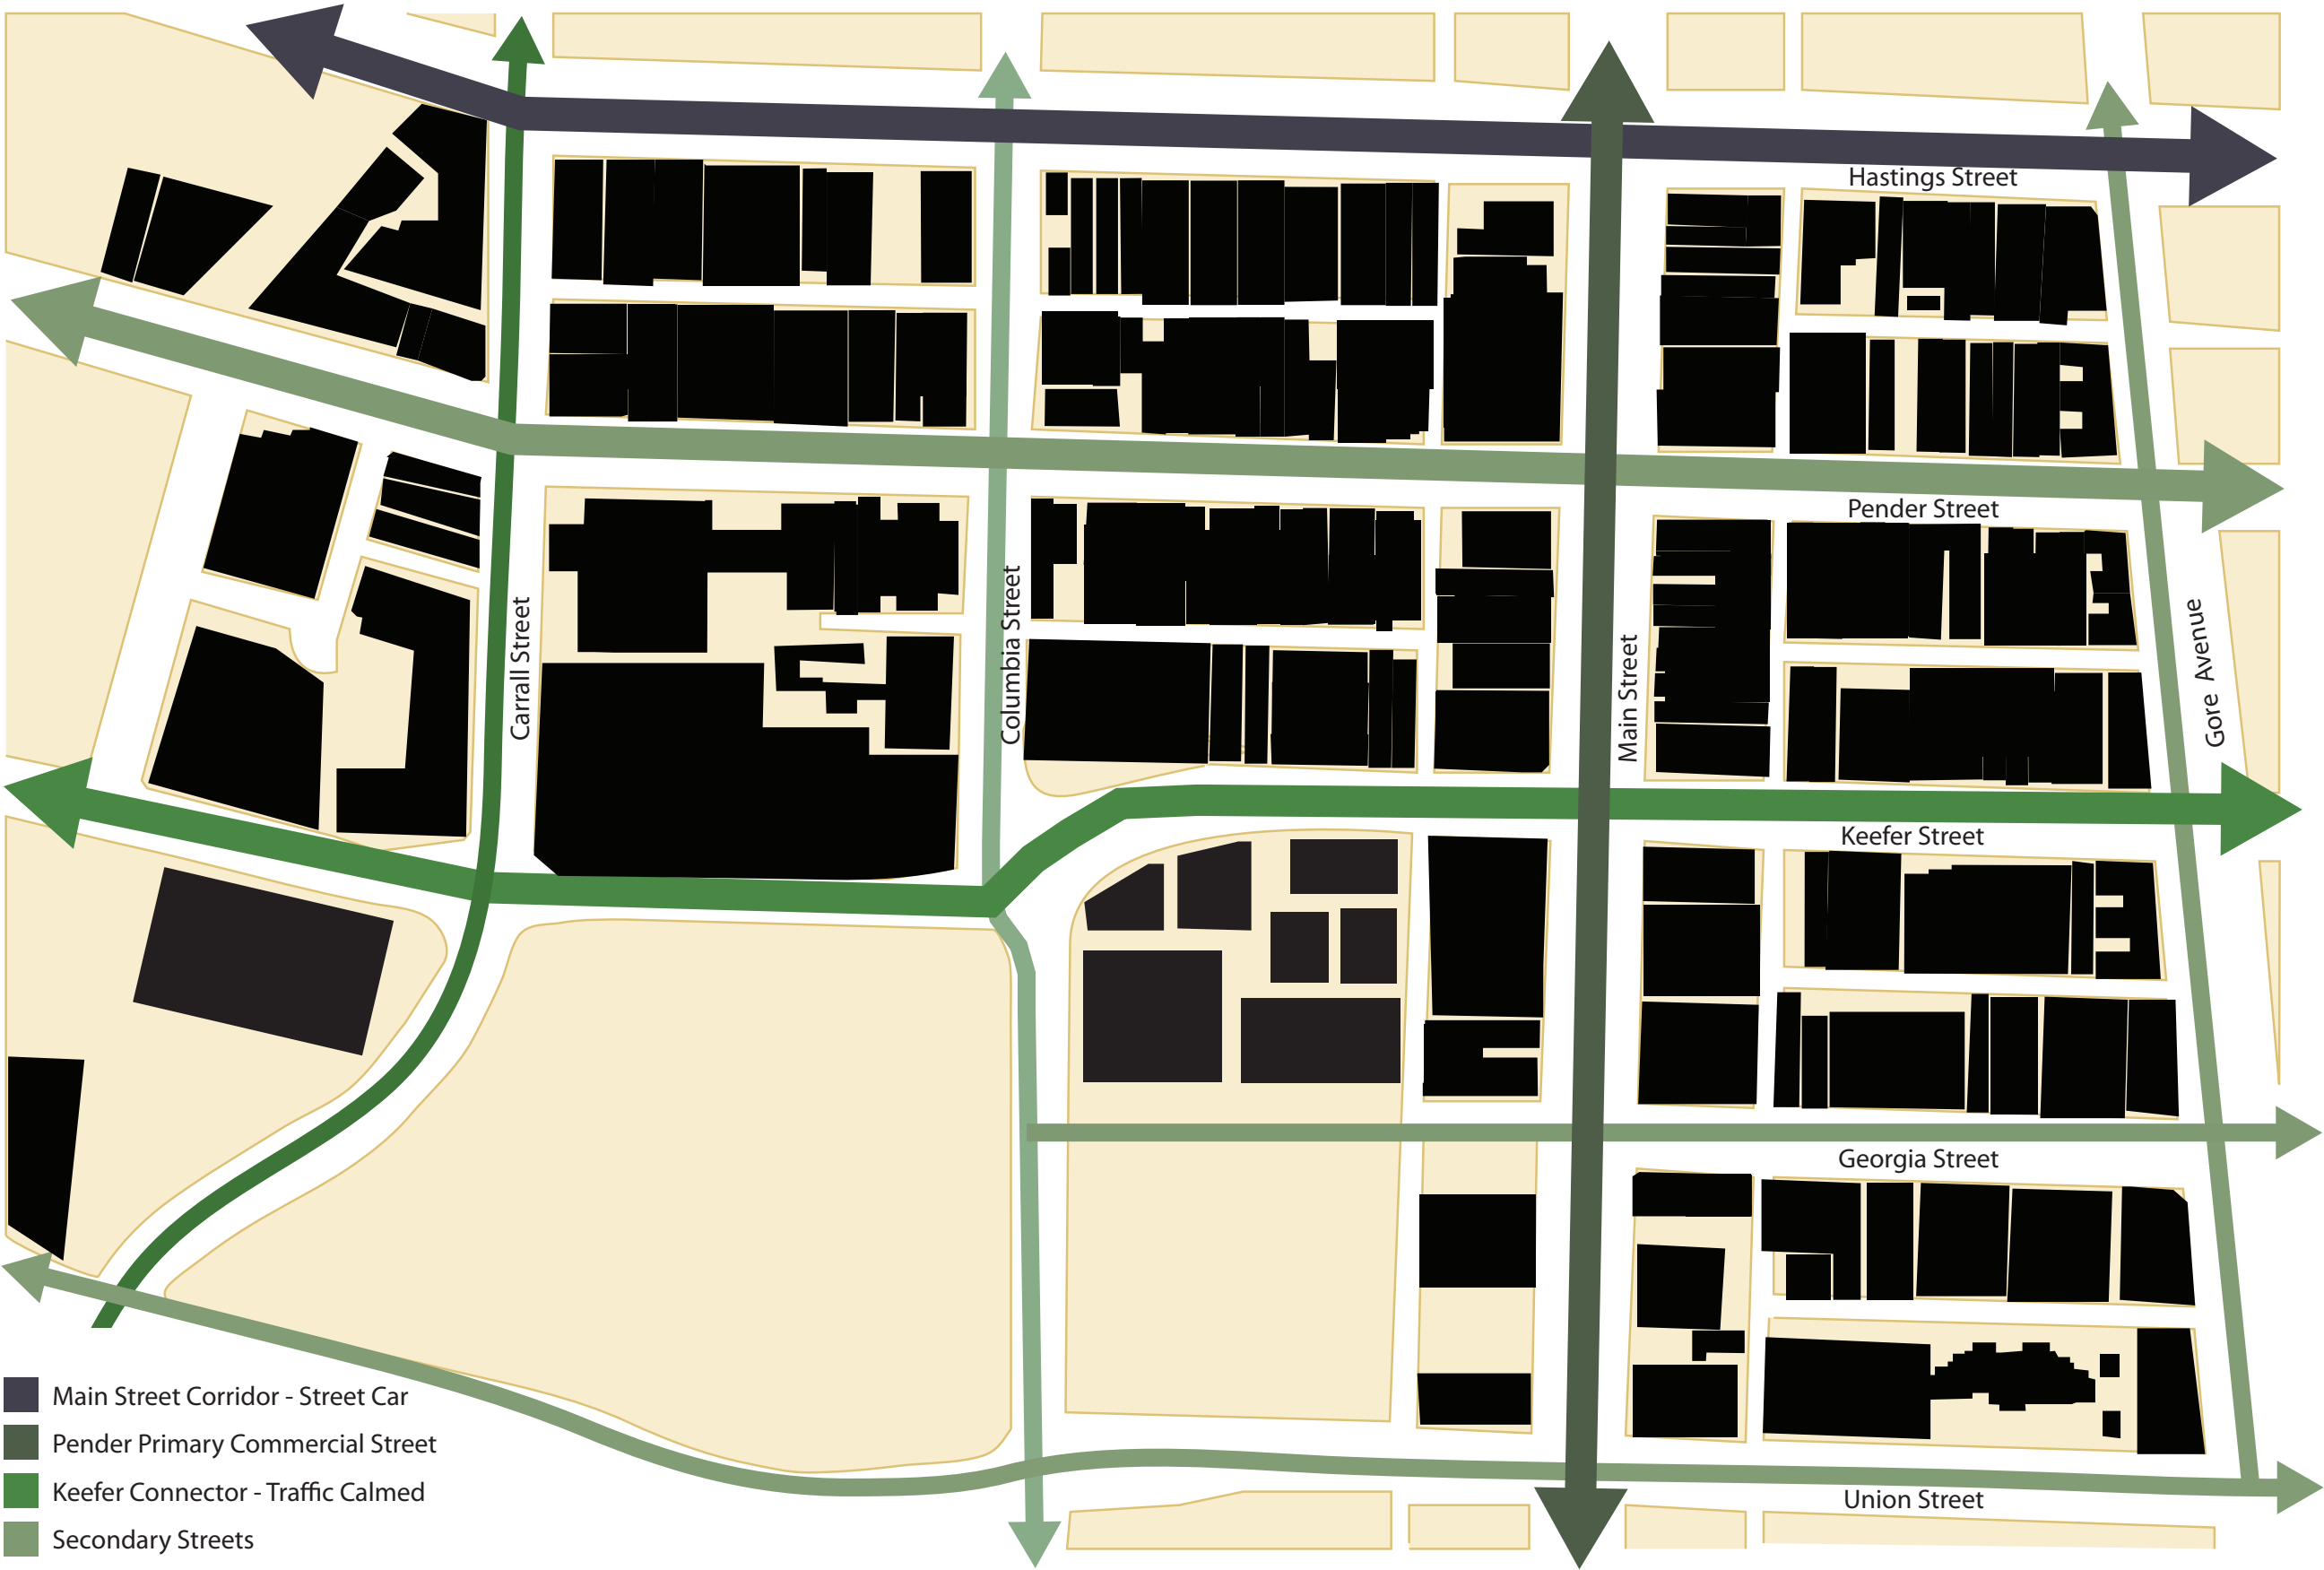 Hastings Street
Pender Street
Carrall Street
Columbia Street
Main Street
Gore Avenue
Keefer Street
Georgia Street
Main Street Corridor - Street Car
Pender Primary Commercial Street
Keefer Connector - Traffic Calmed
Secondary Streets
Union Street